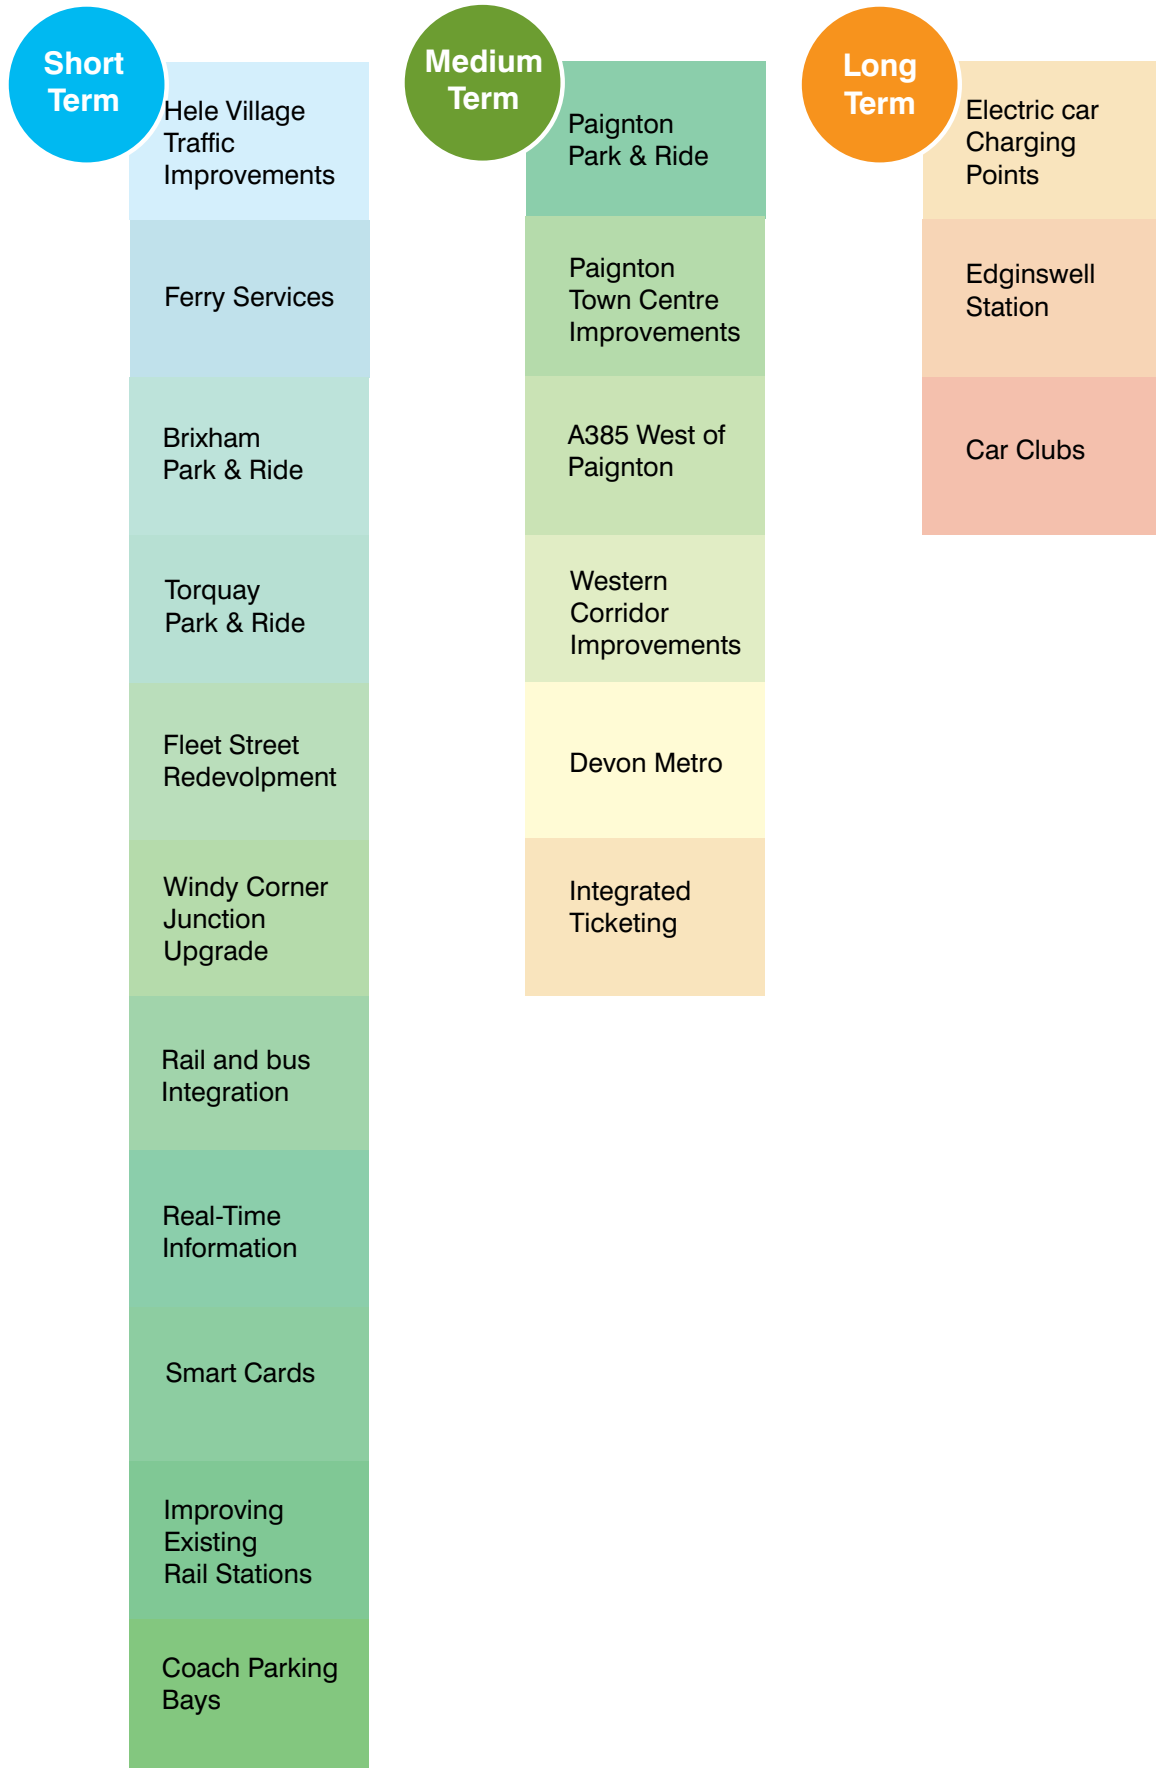 Short
Term
Hele Village
Traffic
Improvements
Ferry Services
Brixham
Park & Ride
Torquay
Park & Ride
Fleet Street
Redevolpment
Windy Corner
Junction
Upgrade
Rail and bus
Integration
Real-Time
Information
Smart Cards
Improving
Existing
Rail Stations
Coach Parking
Bays
Medium
Term
Paignton
Park & Ride
Paignton
Town Centre
Improvements
A385 West of
Paignton
Western
Corridor
Improvements
Devon Metro
Integrated
Ticketing
Long
Term
Electric car
Charging
Points
Edginswell
Station
Car Clubs